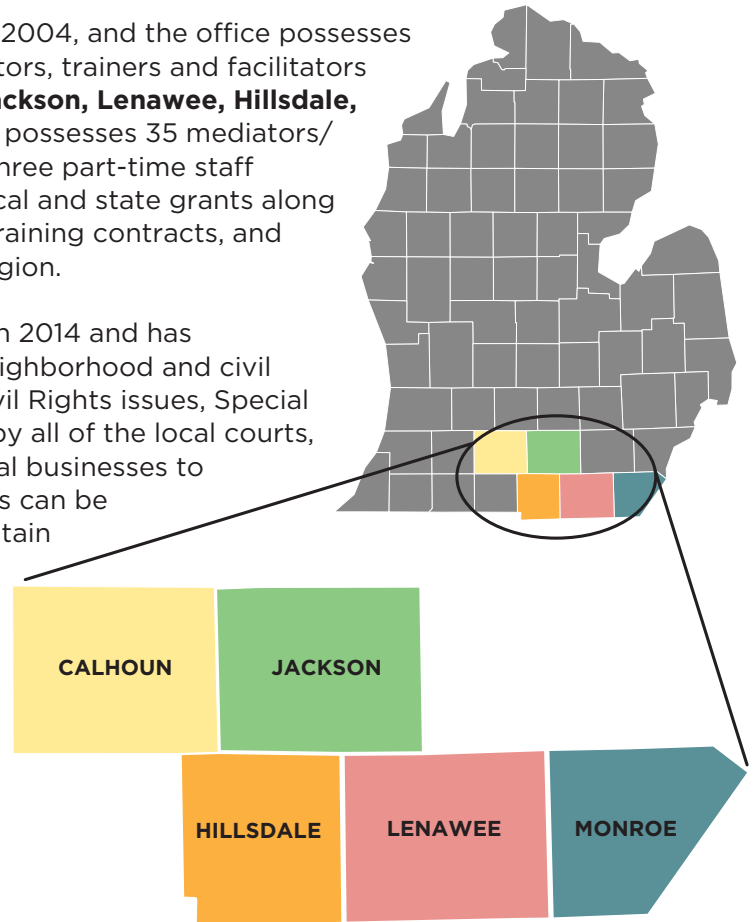 2004, and the office possesses
tors, trainers and facilitators
ackson, Lenawee, Hillsdale,
possesses 35 mediators/
hree part-time staff
cal and state grants along
raining contracts, and
gion.
n 2014 and has
ighborhood and civil
vil Rights issues, Special
by all of the local courts,
al businesses to
s can be
tain
CALHOUN JACKSON
HILLSDALE LENAWEE MONROE